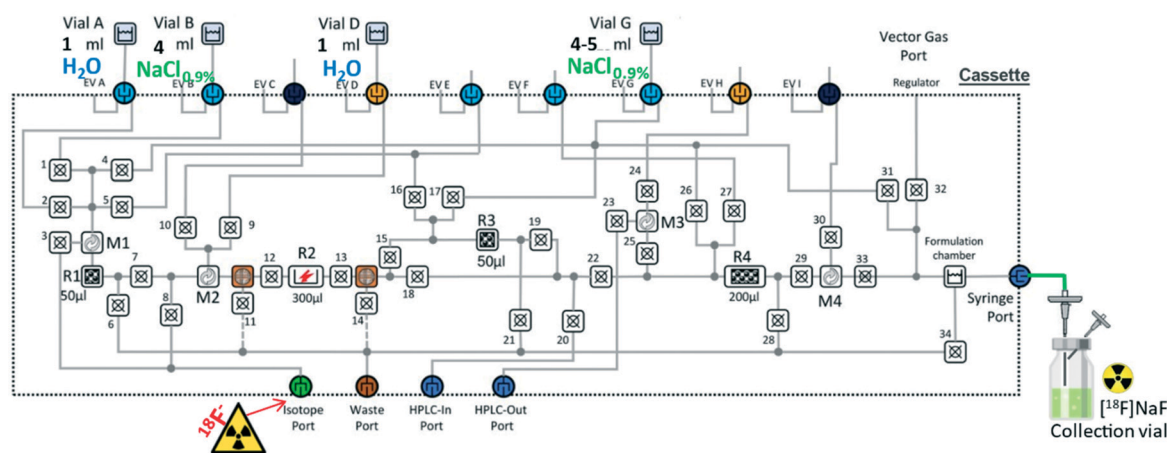 Vial A
1 ml
H2O
Vial B
4 ml
NaCl0.9%
Vial D
1 ml
H2O
Vial G
4-5 ml
NaCl0.9%
Vector Gas
Port
Cassette
EV A
EV B
EV C
EV D
EV E
EV F
EV G
EV H
EV I
Regulator
1
4
2
5
3
M1
R1
50µl
7
6
8
10
9
M2
11
12
R2
300µl
13
14
15
16
17
18
R3
50µl
19
21
20
22
23
24
M3
25
26
27
R4
200µl
28
29
30
M4
33
31
32
Formulation
chamber
34
Syringe
Port
18F-
Isotope
Port
Waste
Port
HPLC-In
Port
HPLC-Out
Port
[18F]NaF
Collection vial